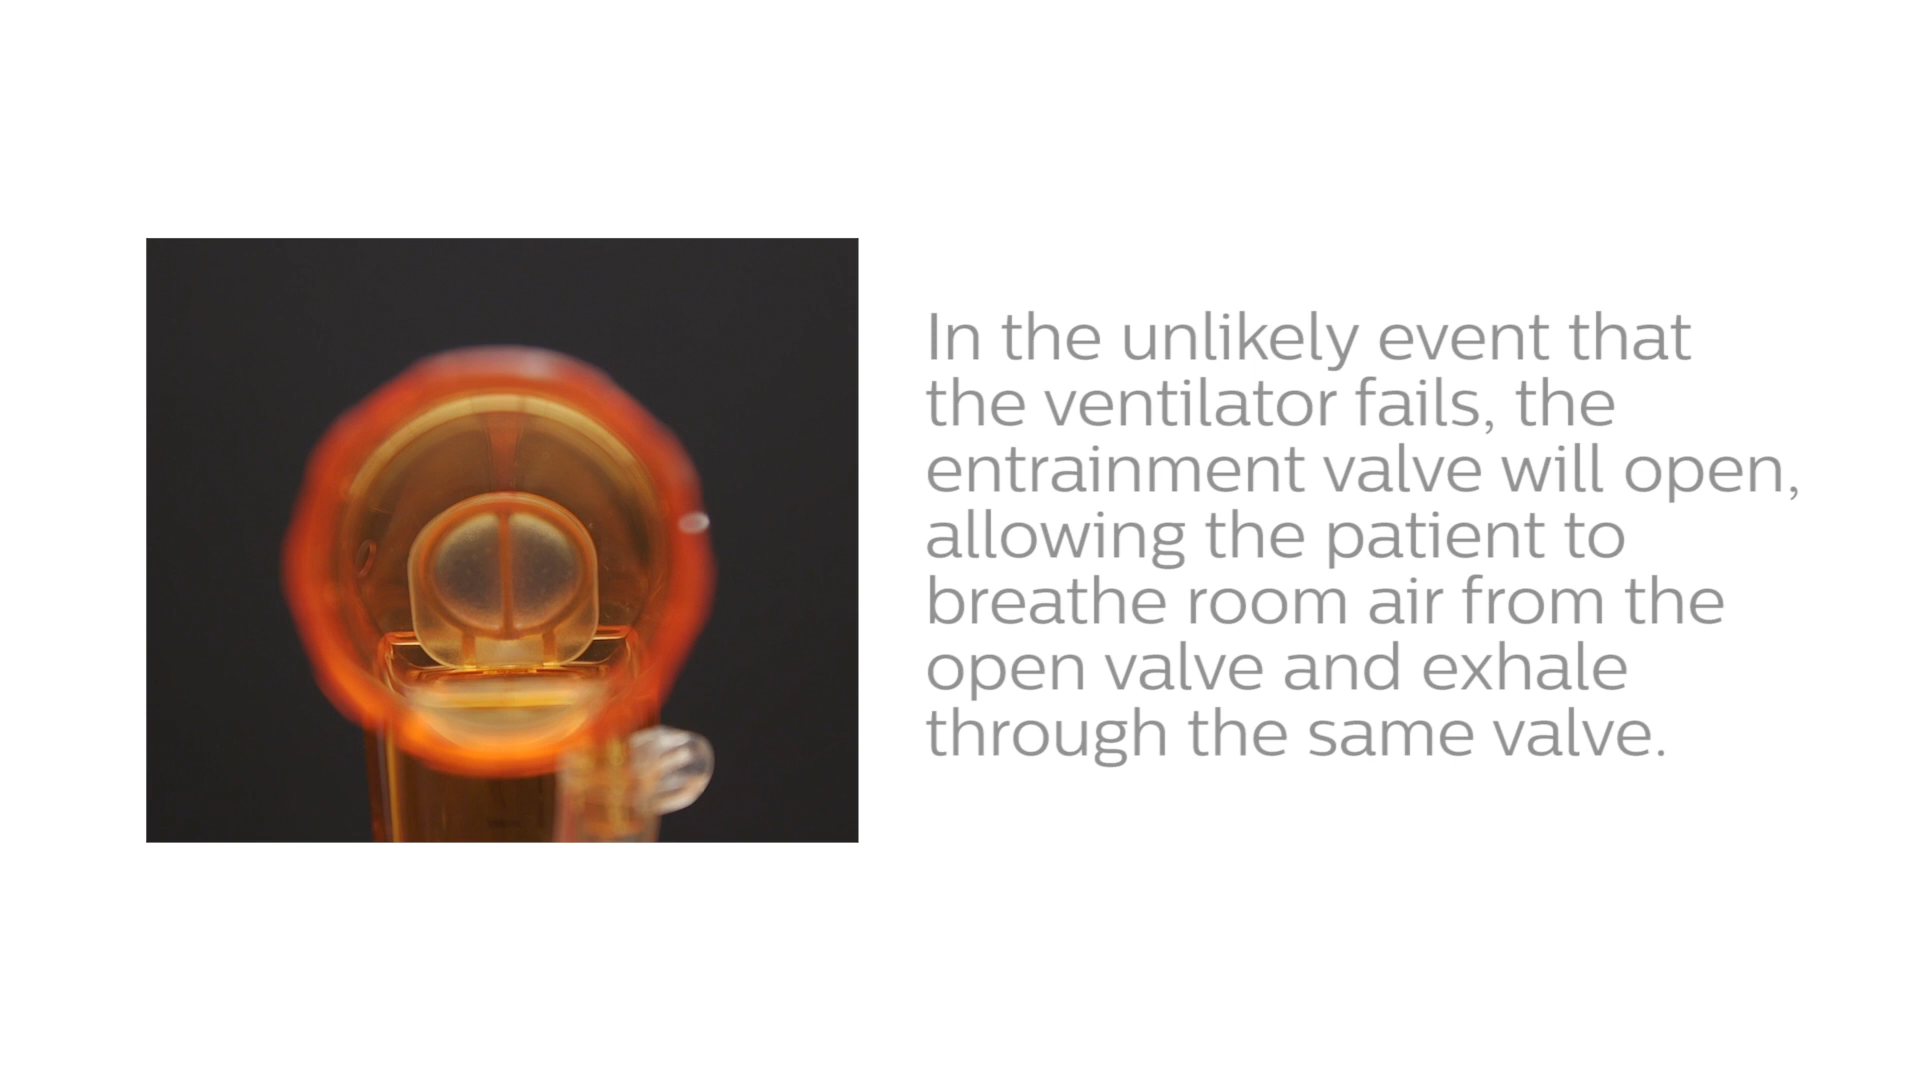 In the unlikely event that
the ventilator fails, the
entrainment valve will open,
allowing the patient to
breathe room air from the
open valve and exhale
through the same valve.